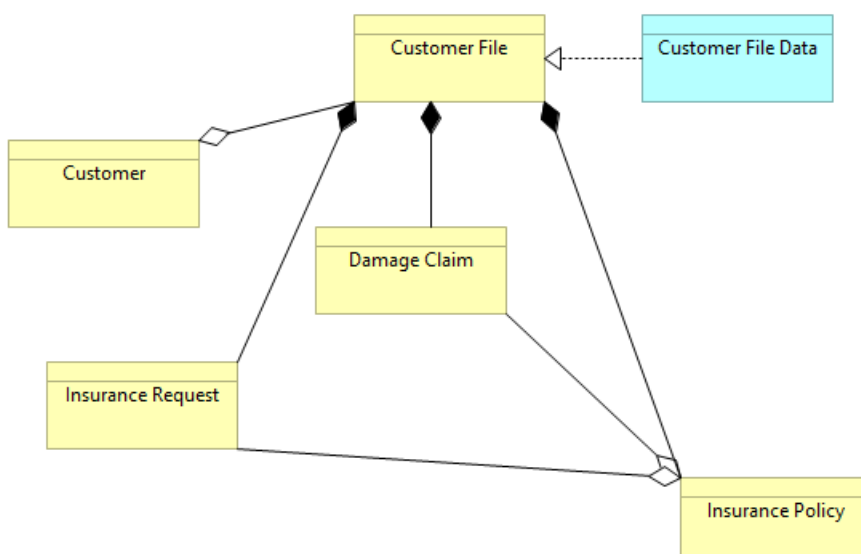 Customer File
Customer File Data
Customer
Damage Claim
Insurance Request
Insurance Policy